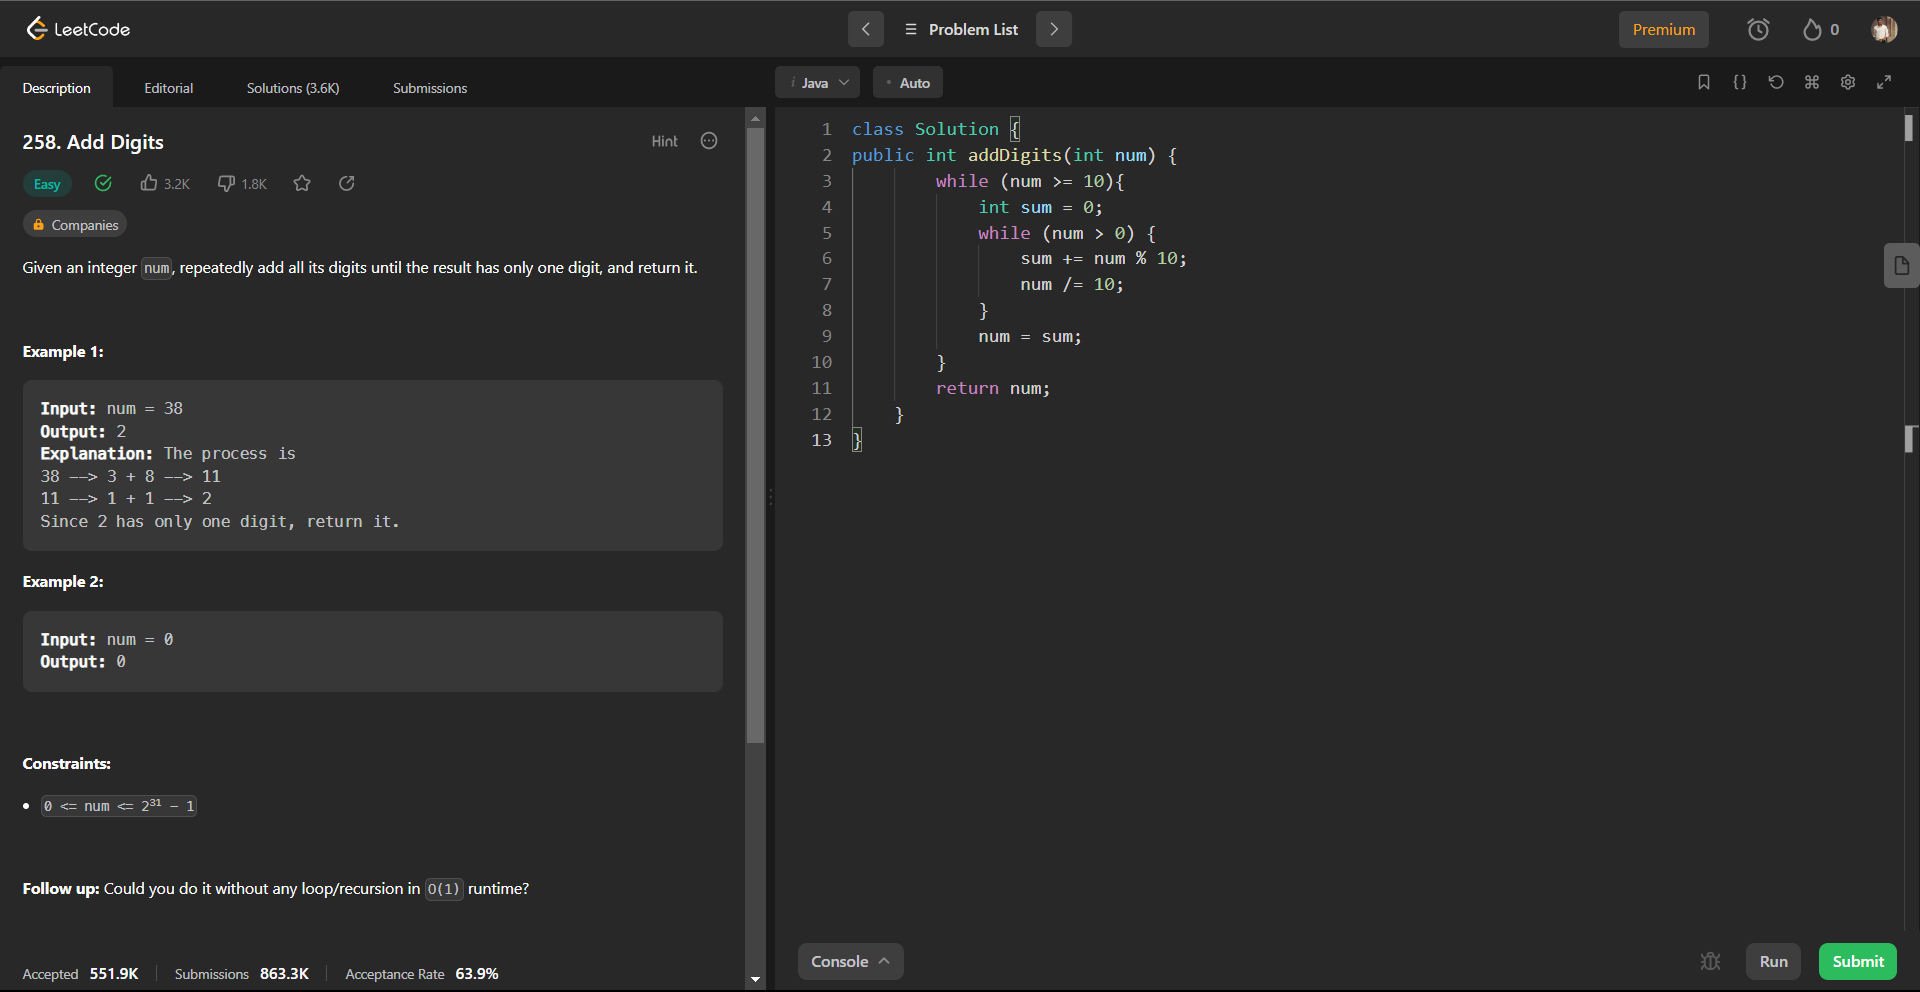 LeetCode
Problem List
Premium
0
Description
Editorial
Solutions (3.6K)
Submissions
258. Add Digits
Hint
Easy
3.2K
1.8K
Companies
Given an integer num, repeatedly add all its digits until the result has only one digit, and return it.
Example 1:
Input: num = 38
Output: 2
Explanation: The process is
38 --> 3 + 8 --> 11
11 --> 1 + 1 --> 2
Since 2 has only one digit, return it.
Example 2:
Input: num = 0
Output: 0
Constraints:
• 0 <= num <= 2³¹ - 1
Follow up: Could you do it without any loop/recursion in O(1) runtime?
Accepted 551.9K
Submissions 863.3K
Acceptance Rate 63.9%
i Java
• Auto
{}
1 class Solution {
2 public int addDigits(int num) {
3 while (num >= 10){
4 int sum = 0;
5 while (num > 0) {
6 sum += num % 10;
7 num /= 10;
8 }
9 num = sum;
10 }
11 return num;
12 }
13 }
Console
Run
Submit